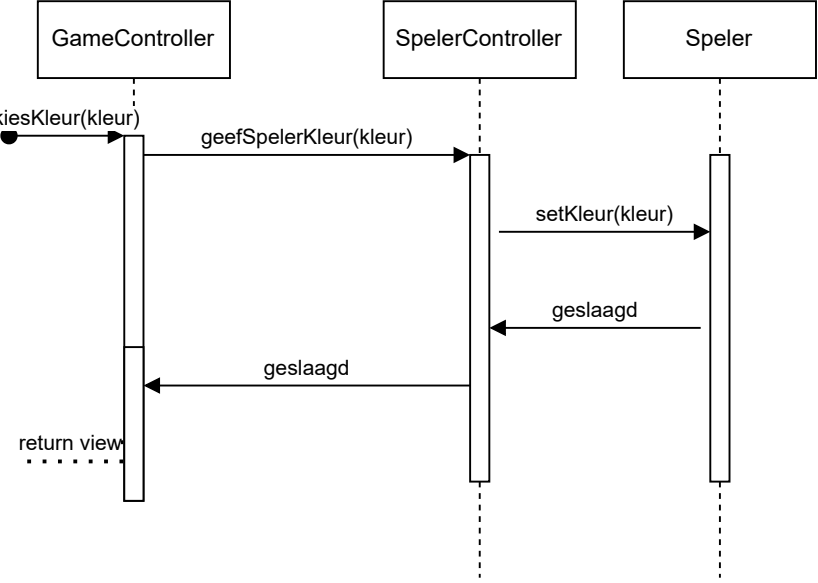 GameController
SpelerController
Speler
kiesKleur(kleur)
geefSpelerKleur(kleur)
setKleur(kleur)
geslaagd
geslaagd
return view